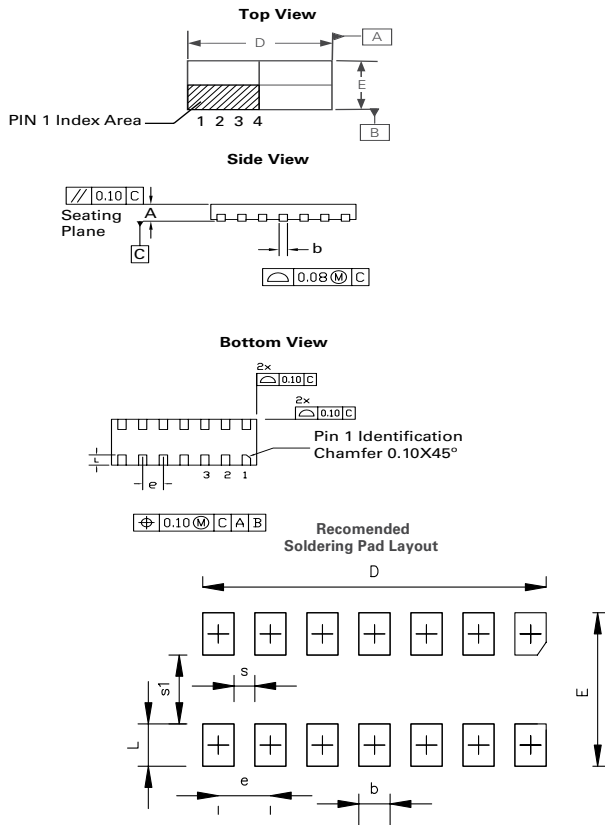 Top View
D
A
E
PIN 1 Index Area
1 2 3 4
B
Side View
// 0.10 C
Seating
Plane
A
C
b
⌓ 0.08 Ⓜ C
Bottom View
2x
⌓ 0.10 C
2x
⌓ 0.10 C
Pin 1 Identification
Chamfer 0.10X45°
L
e
3 2 1
⌖ 0.10 Ⓜ C A B
Recomended
Soldering Pad Layout
D
s1
s
E
L
e
b